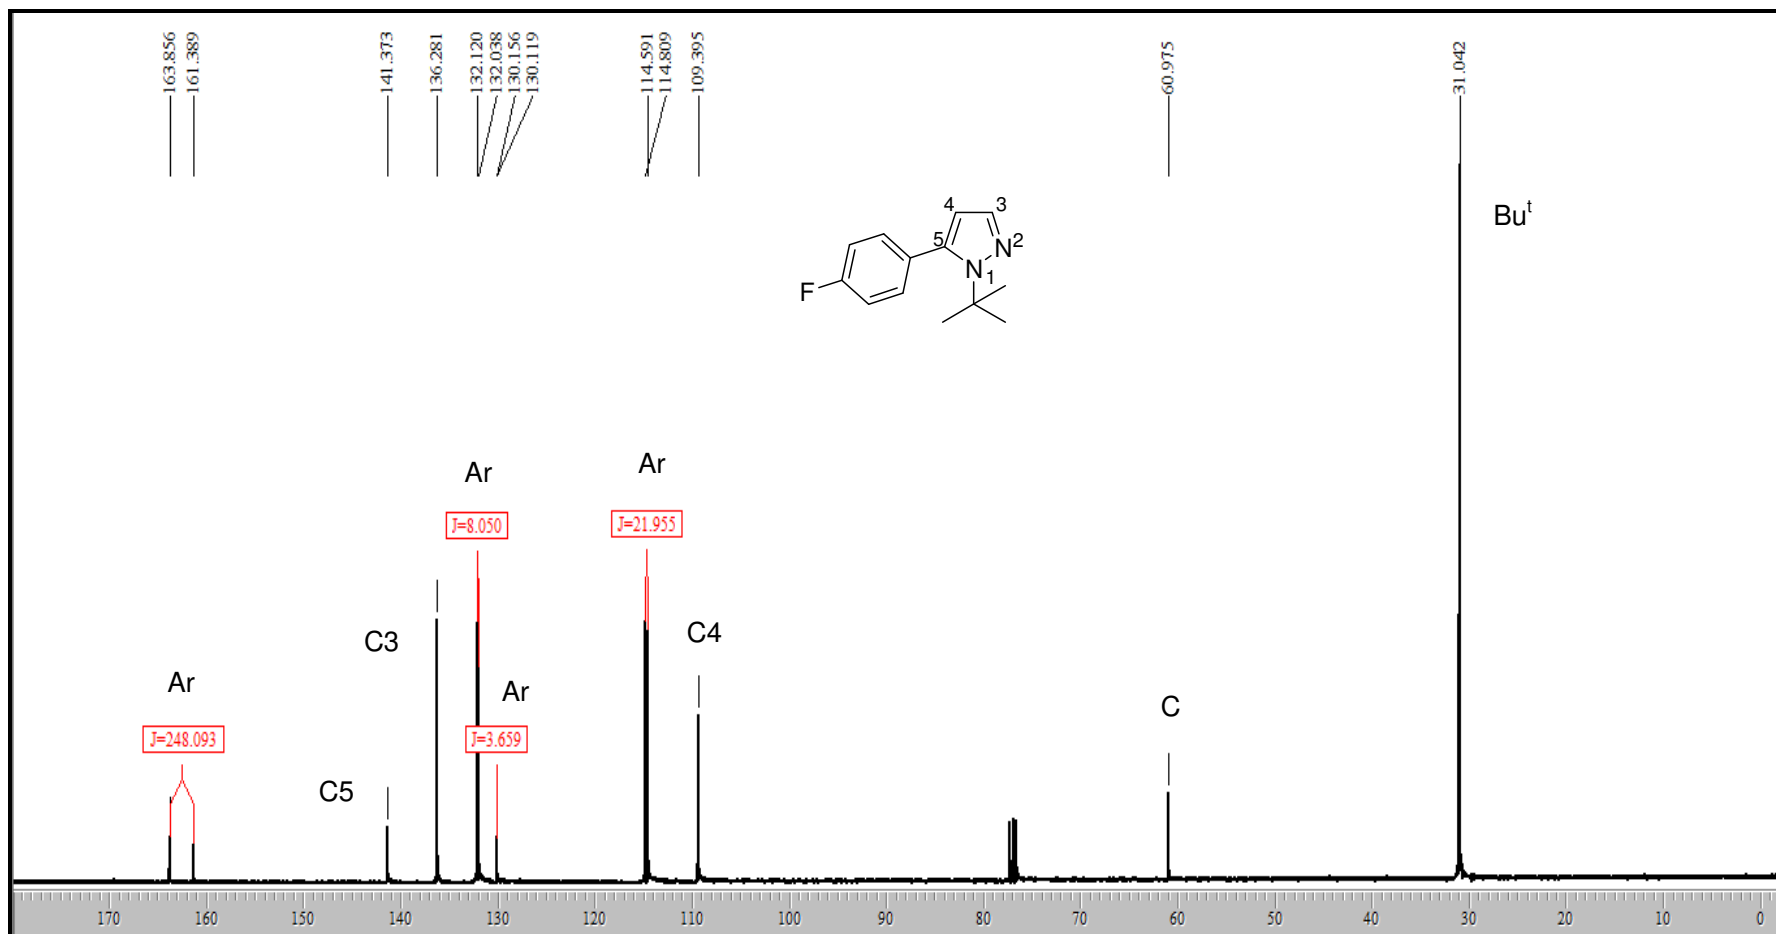 163.856
161.389
141.373
136.281
132.120
132.038
130.156
130.119
114.591
114.809
109.395
60.975
31.042
Bu^t
4
3
5
N
2
N
1
F
Ar
Ar
J=8.050
J=21.955
C3
C4
Ar
Ar
C
J=248.093
J=3.659
C5
170 160 150 140 130 120 110 100 90 80 70 60 50 40 30 20 10 0